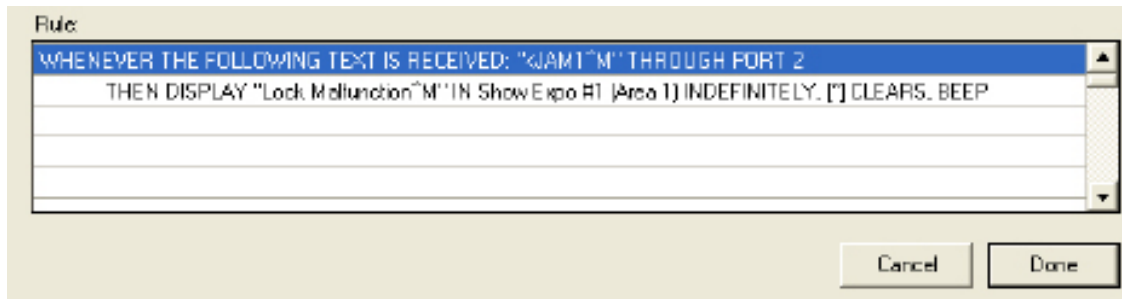 Rule:
WHENEVER THE FOLLOWING TEXT IS RECEIVED: "kJAM1^M" THROUGH PORT 2
THEN DISPLAY "Lock Malfunction^M" IN Show Expo #1 (Area 1) INDEFINITELY, [*] CLEARS, BEEP
Cancel Done